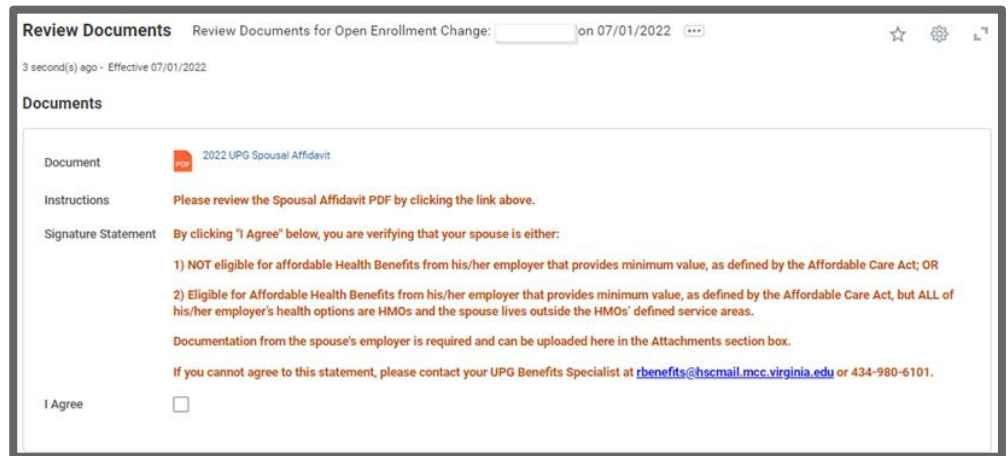 Review Documents Review Documents for Open Enrollment Change: on 07/01/2022
3 second(s) ago - Effective 07/01/2022
Documents
Document PDF 2022 UPG Spousal Affidavit
Instructions Please review the Spousal Affidavit PDF by clicking the link above.
Signature Statement By clicking "I Agree" below, you are verifying that your spouse is either:
1) NOT eligible for affordable Health Benefits from his/her employer that provides minimum value, as defined by the Affordable Care Act; OR
2) Eligible for Affordable Health Benefits from his/her employer that provides minimum value, as defined by the Affordable Care Act, but ALL of
his/her employer's health options are HMOs and the spouse lives outside the HMOs' defined service areas.
Documentation from the spouse's employer is required and can be uploaded here in the Attachments section box.
If you cannot agree to this statement, please contact your UPG Benefits Specialist at rbenefits@hscmail.mcc.virginia.edu or 434-980-6101.
I Agree